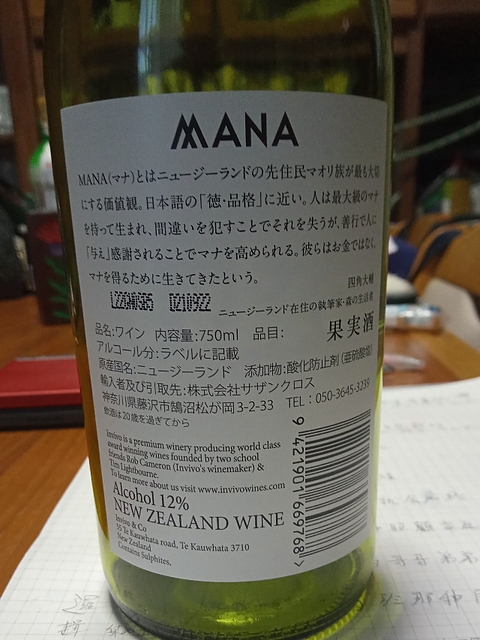 MANA
MANA(マナ)とはニュージーランドの先住民マオリ族が最も大切
にする価値観。日本語の「徳・品格」に近い。人は最大級のマナ
を持って生まれ、間違いを犯すことでそれを失うが、善行で人に
「与え」感謝されることでマナを高められる。彼らはお金ではなく、
マナを得るために生きてきたという。
四角大輔
ニュージーランド在住の執筆家・森の生活者
品名:ワイン 内容量:750ml 品目: 果実酒
アルコール分:ラベルに記載
原産国名:ニュージーランド 添加物:酸化防止剤(亜硫酸塩)
輸入者及び引取先:株式会社サザンクロス
神奈川県藤沢市鵠沼松が岡3-2-33 TEL:050-3645-3239
飲酒は20歳を過ぎてから
Invivo is a premium winery producing world class
award winning wines founded by two school
friends Rob Cameron (Invivo's winemaker) &
Tim Lightbourne.
To learn more about us visit www.invivowines.com
Alcohol 12%
NEW ZEALAND WINE
Invivo & Co
55 Te Kauwhata road, Te Kauwhata 3710
New Zealand
Contains Sulphites,
9 421901 669768 >